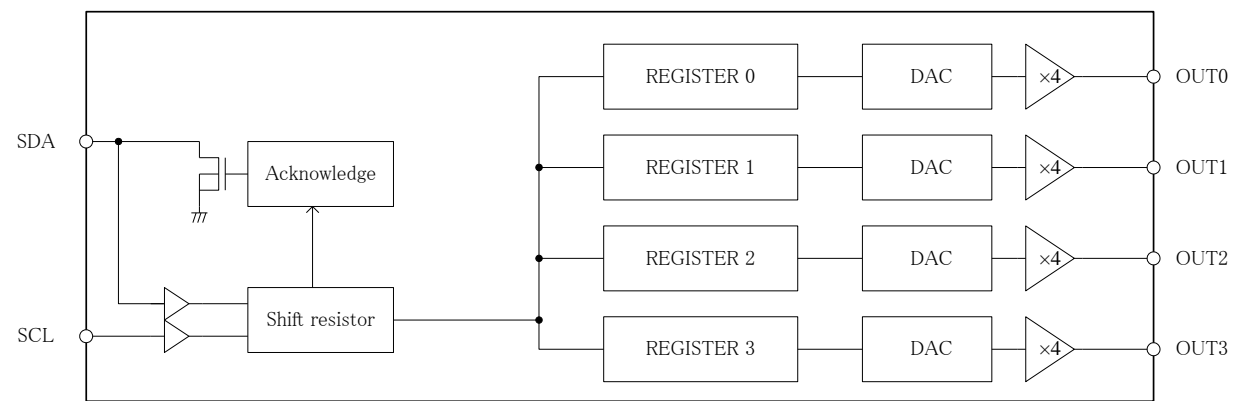 REGISTER 0 DAC ×4 OUT0
SDA
Acknowledge
REGISTER 1 DAC ×4 OUT1
REGISTER 2 DAC ×4 OUT2
Shift resistor
SCL
REGISTER 3 DAC ×4 OUT3